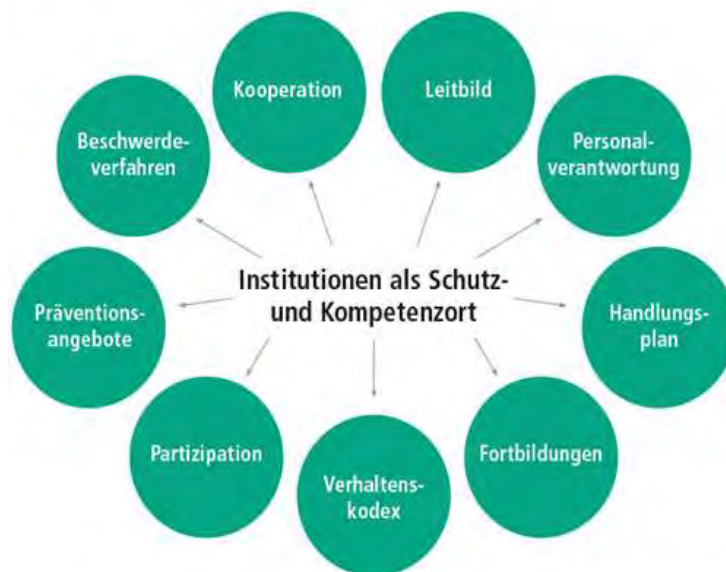 Kooperation
Leitbild
Beschwerde-
verfahren
Personal-
verantwortung
Institutionen als Schutz-
und Kompetenzort
Präventions-
angebote
Handlungs-
plan
Partizipation
Verhaltens-
kodex
Fortbildungen